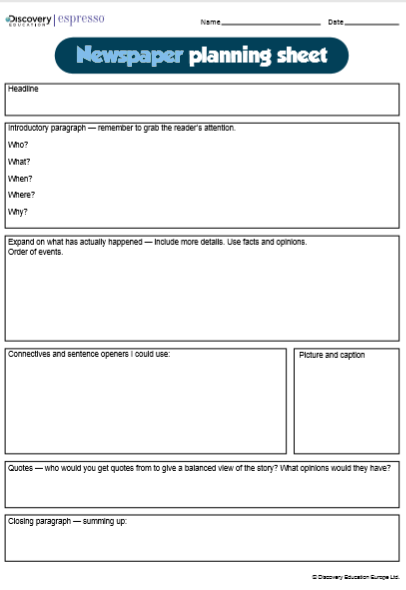 Discovery EDUCATION | espresso
Name Date
Newspaper planning sheet
Headline
Introductory paragraph — remember to grab the reader's attention.
Who?
What?
When?
Where?
Why?
Expand on what has actually happened — include more details. Use facts and opinions.
Order of events.
Connectives and sentence openers I could use:
Picture and caption
Quotes — who would you get quotes from to give a balanced view of the story? What opinions would they have?
Closing paragraph — summing up:
© Discovery Education Europe Ltd.